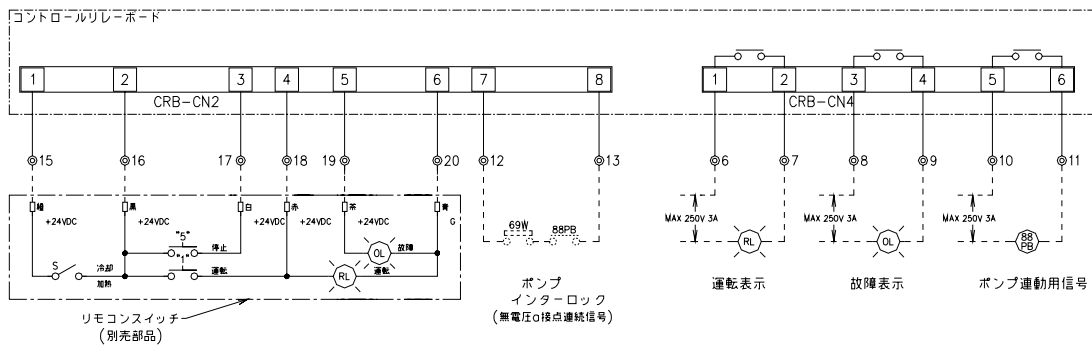 コントロールリレーボード
1 2 3 4 5 6 7 8
CRB-CN2
1 2 3 4 5 6
CRB-CN4
15 16 17 18 19 20 12 13 6 7 8 9 10 11
橙 黒 白 赤 茶 青
+24VDC +24VDC +24VDC +24VDC +24VDC G
MAX 250V 3A MAX 250V 3A MAX 250V 3A
"5"
停止
"1"
運転
S
冷却
加熱
OL 故障
RL 運転
69W 88PB
RL OL 88 PB
ポンプ
インターロック
(無電圧a接点連続信号)
運転表示 故障表示 ポンプ連動用信号
リモコンスイッチ
(別売部品)